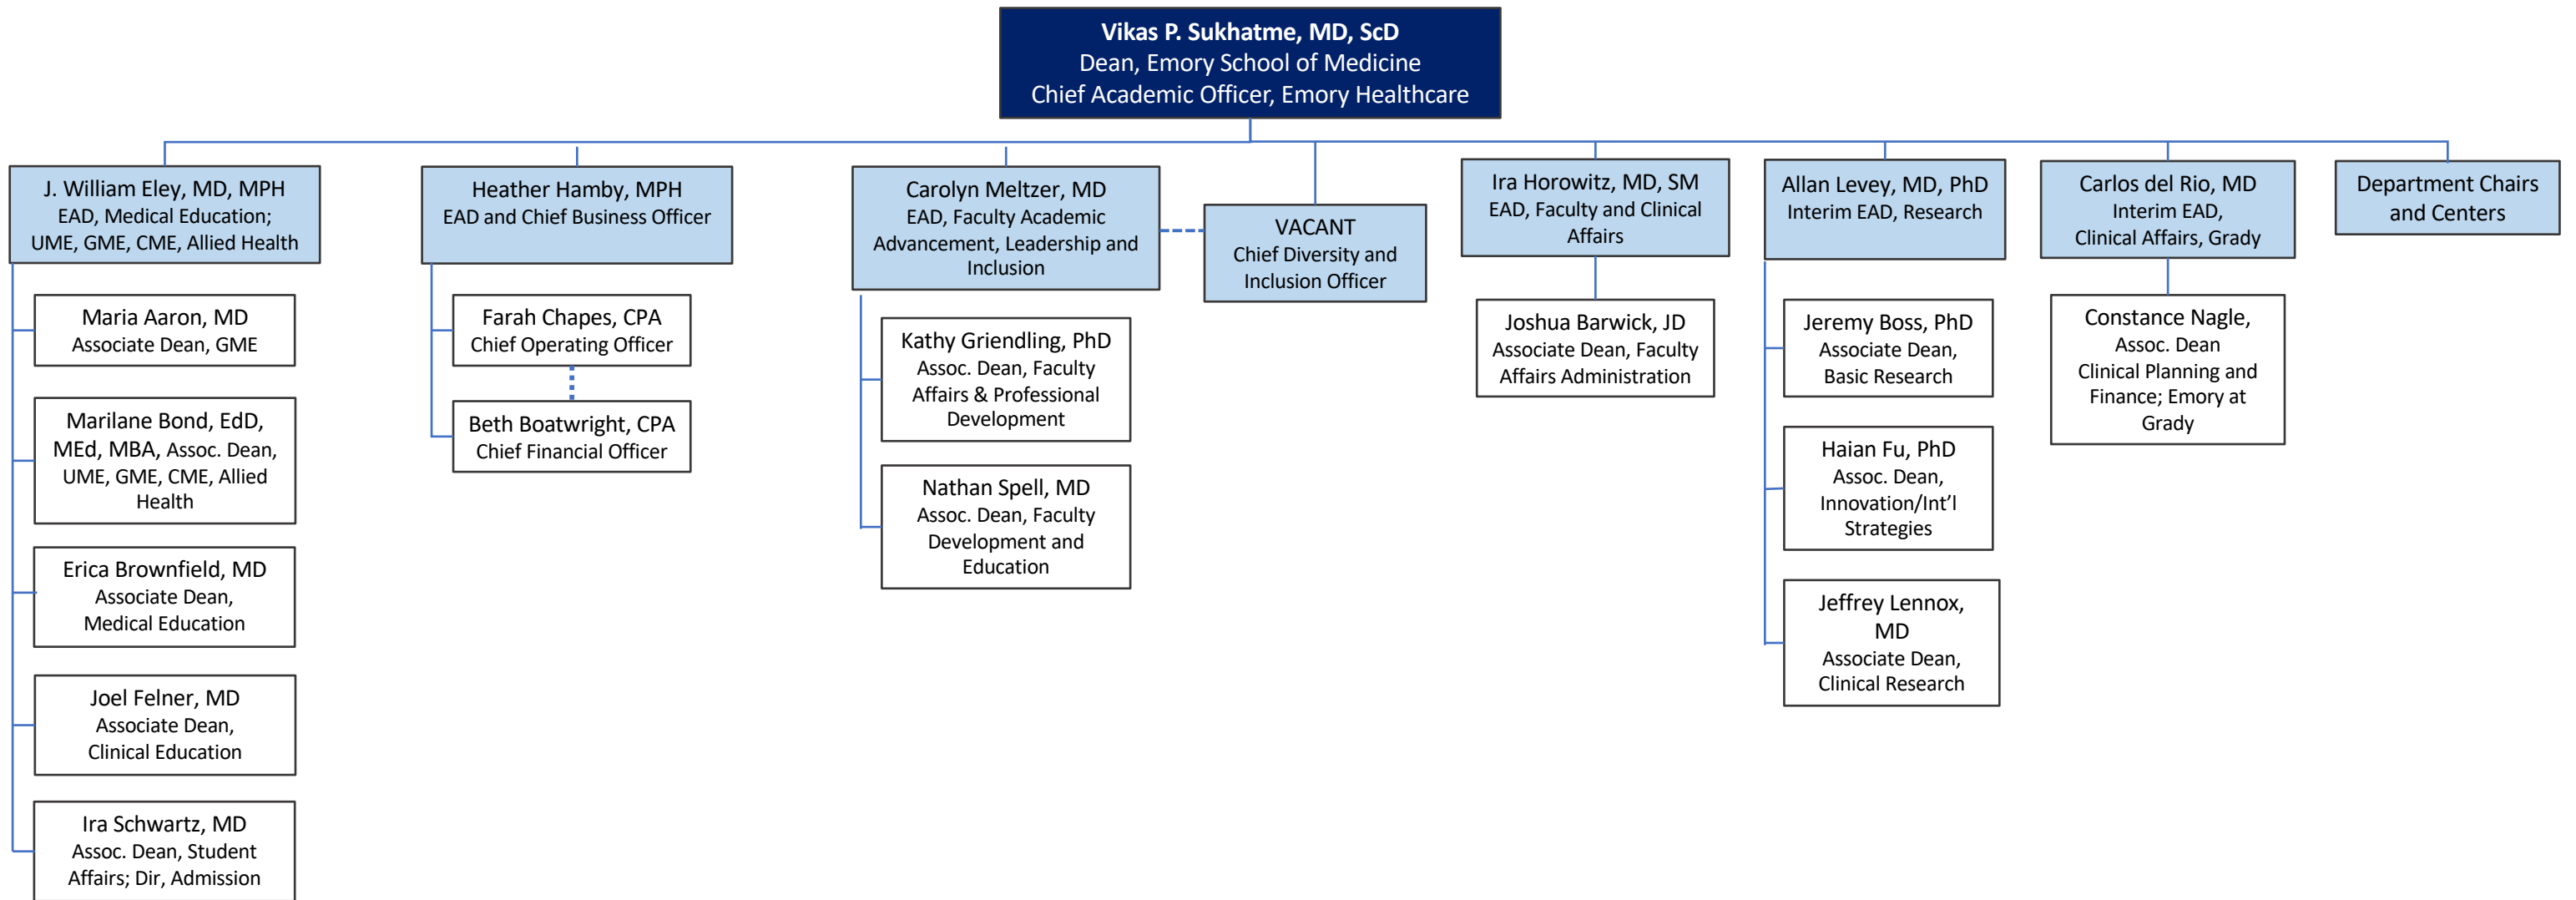 Vikas P. Sukhatme, MD, ScD
Dean, Emory School of Medicine
Chief Academic Officer, Emory Healthcare
J. William Eley, MD, MPH
EAD, Medical Education;
UME, GME, CME, Allied Health
Maria Aaron, MD
Associate Dean, GME
Marilane Bond, EdD,
MEd, MBA, Assoc. Dean,
UME, GME, CME, Allied
Health
Erica Brownfield, MD
Associate Dean,
Medical Education
Joel Felner, MD
Associate Dean,
Clinical Education
Ira Schwartz, MD
Assoc. Dean, Student
Affairs; Dir, Admission
Heather Hamby, MPH
EAD and Chief Business Officer
Farah Chapes, CPA
Chief Operating Officer
Beth Boatwright, CPA
Chief Financial Officer
Carolyn Meltzer, MD
EAD, Faculty Academic
Advancement, Leadership and
Inclusion
Kathy Griendling, PhD
Assoc. Dean, Faculty
Affairs & Professional
Development
Nathan Spell, MD
Assoc. Dean, Faculty
Development and
Education
VACANT
Chief Diversity and
Inclusion Officer
Ira Horowitz, MD, SM
EAD, Faculty and Clinical
Affairs
Joshua Barwick, JD
Associate Dean, Faculty
Affairs Administration
Allan Levey, MD, PhD
Interim EAD, Research
Jeremy Boss, PhD
Associate Dean,
Basic Research
Haian Fu, PhD
Assoc. Dean,
Innovation/Int’l
Strategies
Jeffrey Lennox,
MD
Associate Dean,
Clinical Research
Carlos del Rio, MD
Interim EAD,
Clinical Affairs, Grady
Constance Nagle,
Assoc. Dean
Clinical Planning and
Finance; Emory at
Grady
Department Chairs
and Centers